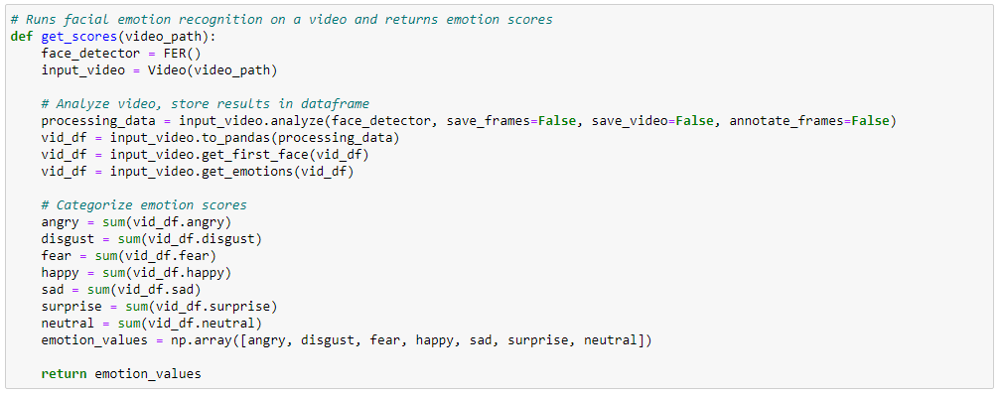 # Runs facial emotion recognition on a video and returns emotion scores
def get_scores(video_path):
    face_detector = FER()
    input_video = Video(video_path)

    # Analyze video, store results in dataframe
    processing_data = input_video.analyze(face_detector, save_frames=False, save_video=False, annotate_frames=False)
    vid_df = input_video.to_pandas(processing_data)
    vid_df = input_video.get_first_face(vid_df)
    vid_df = input_video.get_emotions(vid_df)

    # Categorize emotion scores
    angry = sum(vid_df.angry)
    disgust = sum(vid_df.disgust)
    fear = sum(vid_df.fear)
    happy = sum(vid_df.happy)
    sad = sum(vid_df.sad)
    surprise = sum(vid_df.surprise)
    neutral = sum(vid_df.neutral)
    emotion_values = np.array([angry, disgust, fear, happy, sad, surprise, neutral])

    return emotion_values